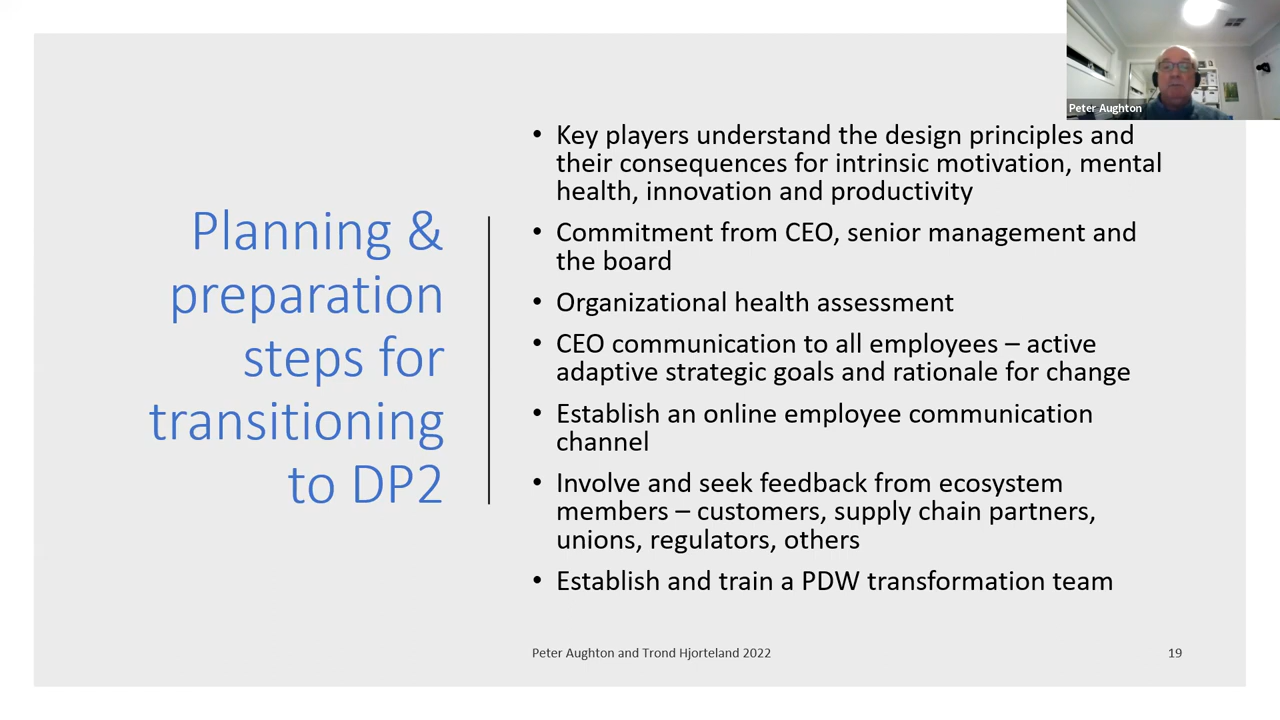 Peter Aughton
Planning &
preparation
steps for
transitioning
to DP2
• Key players understand the design principles and
their consequences for intrinsic motivation, mental
health, innovation and productivity
• Commitment from CEO, senior management and
the board
• Organizational health assessment
• CEO communication to all employees – active
adaptive strategic goals and rationale for change
• Establish an online employee communication
channel
• Involve and seek feedback from ecosystem
members – customers, supply chain partners,
unions, regulators, others
• Establish and train a PDW transformation team
Peter Aughton and Trond Hjorteland 2022
19